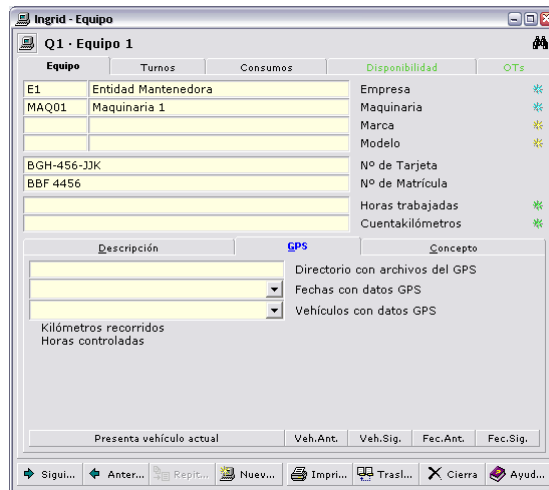 Ingrid - Equipo
Q1 · Equipo 1
Equipo Turnos Consumos Disponibilidad OTs
E1 Entidad Mantenedora Empresa
MAQ01 Maquinaria 1 Maquinaria
Marca
Modelo
BGH-456-JJK Nº de Tarjeta
BBF 4456 Nº de Matrícula
Horas trabajadas
Cuentakilómetros
Descripción GPS Concepto
Directorio con archivos del GPS
Fechas con datos GPS
Vehículos con datos GPS
Kilómetros recorridos
Horas controladas
Presenta vehículo actual Veh.Ant. Veh.Sig. Fec.Ant. Fec.Sig.
Sigui... Anter... Repit... Nuev... Impri... Trasl... Cierra Ayud...